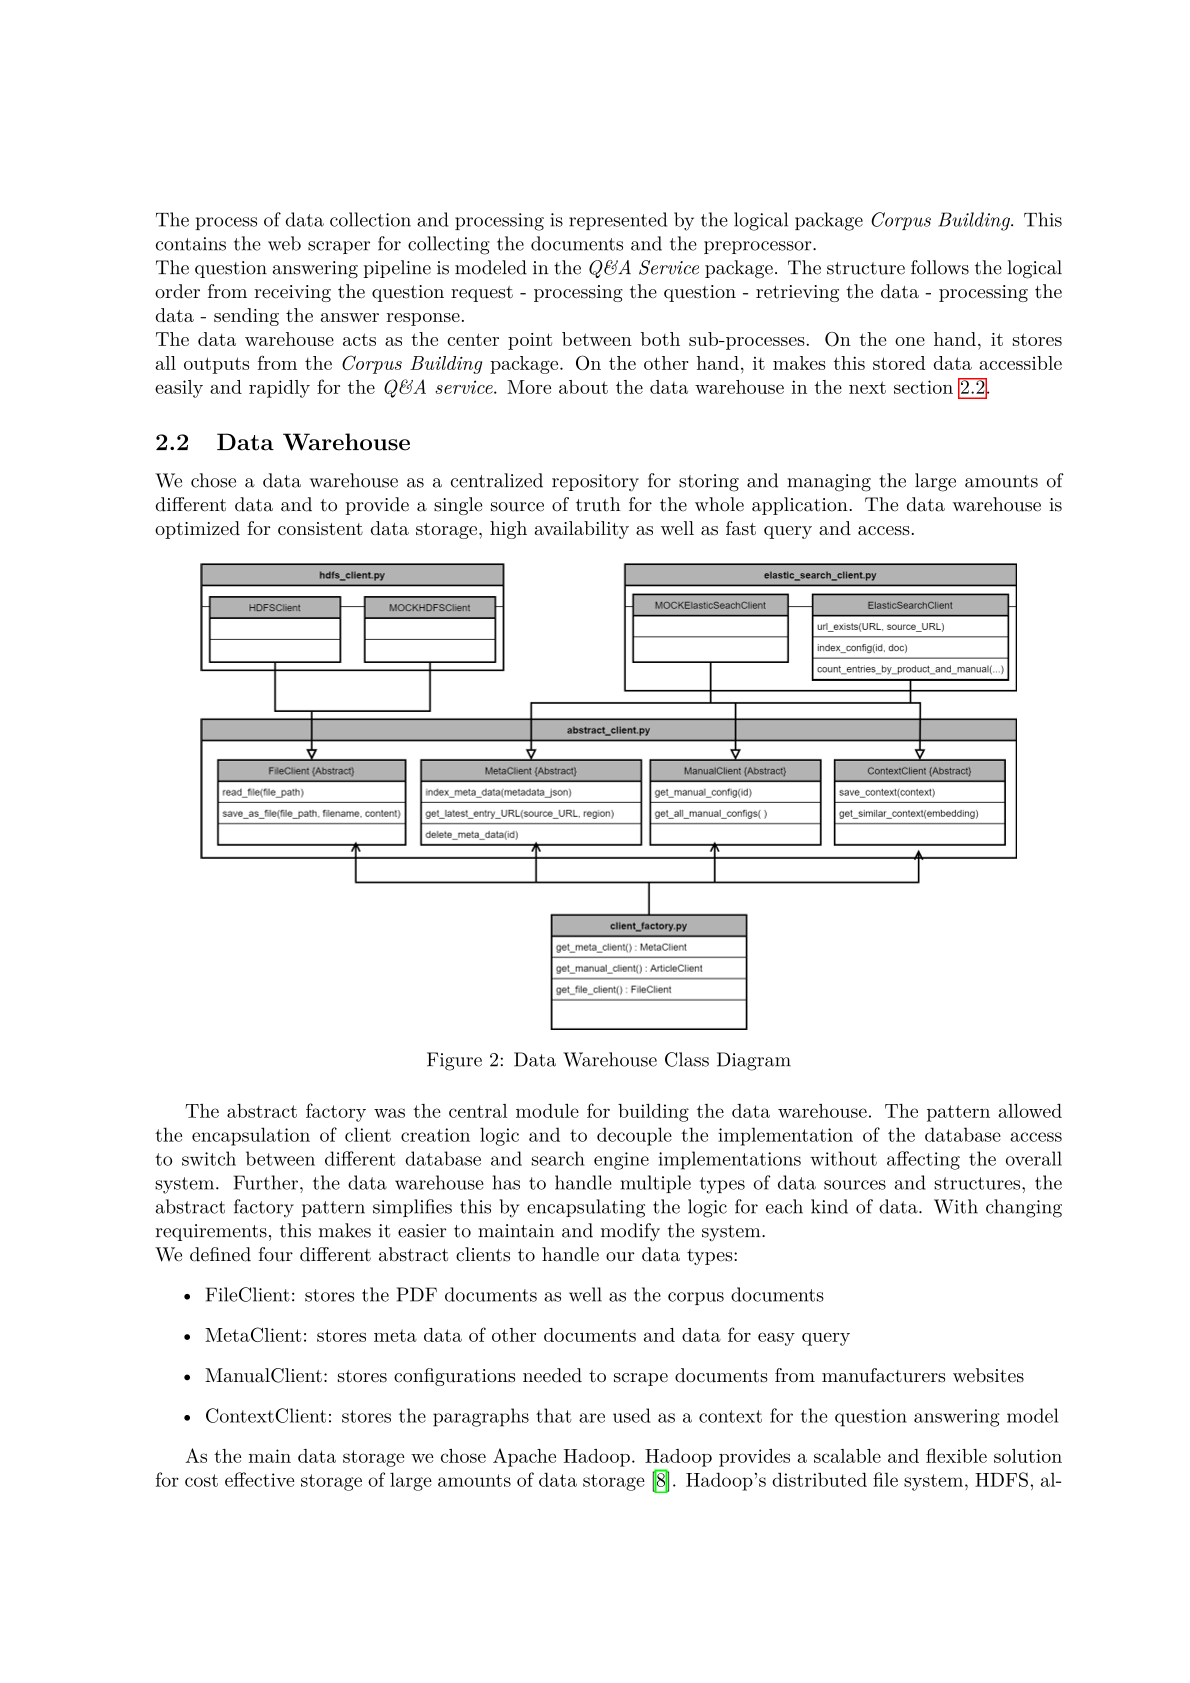 The process of data collection and processing is represented by the logical package Corpus Building. This
contains the web scraper for collecting the documents and the preprocessor.
The question answering pipeline is modeled in the Q&A Service package. The structure follows the logical
order from receiving the question request - processing the question - retrieving the data - processing the
data - sending the answer response.
The data warehouse acts as the center point between both sub-processes. On the one hand, it stores
all outputs from the Corpus Building package. On the other hand, it makes this stored data accessible
easily and rapidly for the Q&A service. More about the data warehouse in the next section 2.2.
2.2 Data Warehouse
We chose a data warehouse as a centralized repository for storing and managing the large amounts of
different data and to provide a single source of truth for the whole application. The data warehouse is
optimized for consistent data storage, high availability as well as fast query and access.
hdfs_client.py
HDFSClient
MOCKHDFSClient
elastic_search_client.py
MOCKElasticSeachClient
ElasticSearchClient
url_exists(URL, source_URL)
index_config(id, doc)
count_entries_by_product_and_manual(...)
abstract_client.py
FileClient {Abstract}
read_file(file_path)
save_as_file(file_path, filename, content)
MetaClient {Abstract}
index_meta_data(metadata_json)
get_latest_entry_URL(source_URL, region)
delete_meta_data(id)
ManualClient {Abstract}
get_manual_config(id)
get_all_manual_configs( )
ContextClient {Abstract}
save_context(context)
get_similar_context(embedding)
client_factory.py
get_meta_client() : MetaClient
get_manual_client() : ArticleClient
get_file_client() : FileClient
Figure 2: Data Warehouse Class Diagram
The abstract factory was the central module for building the data warehouse. The pattern allowed
the encapsulation of client creation logic and to decouple the implementation of the database access
to switch between different database and search engine implementations without affecting the overall
system. Further, the data warehouse has to handle multiple types of data sources and structures, the
abstract factory pattern simplifies this by encapsulating the logic for each kind of data. With changing
requirements, this makes it easier to maintain and modify the system.
We defined four different abstract clients to handle our data types:
• FileClient: stores the PDF documents as well as the corpus documents
• MetaClient: stores meta data of other documents and data for easy query
• ManualClient: stores configurations needed to scrape documents from manufacturers websites
• ContextClient: stores the paragraphs that are used as a context for the question answering model
As the main data storage we chose Apache Hadoop. Hadoop provides a scalable and flexible solution
for cost effective storage of large amounts of data storage [8]. Hadoop's distributed file system, HDFS, al-